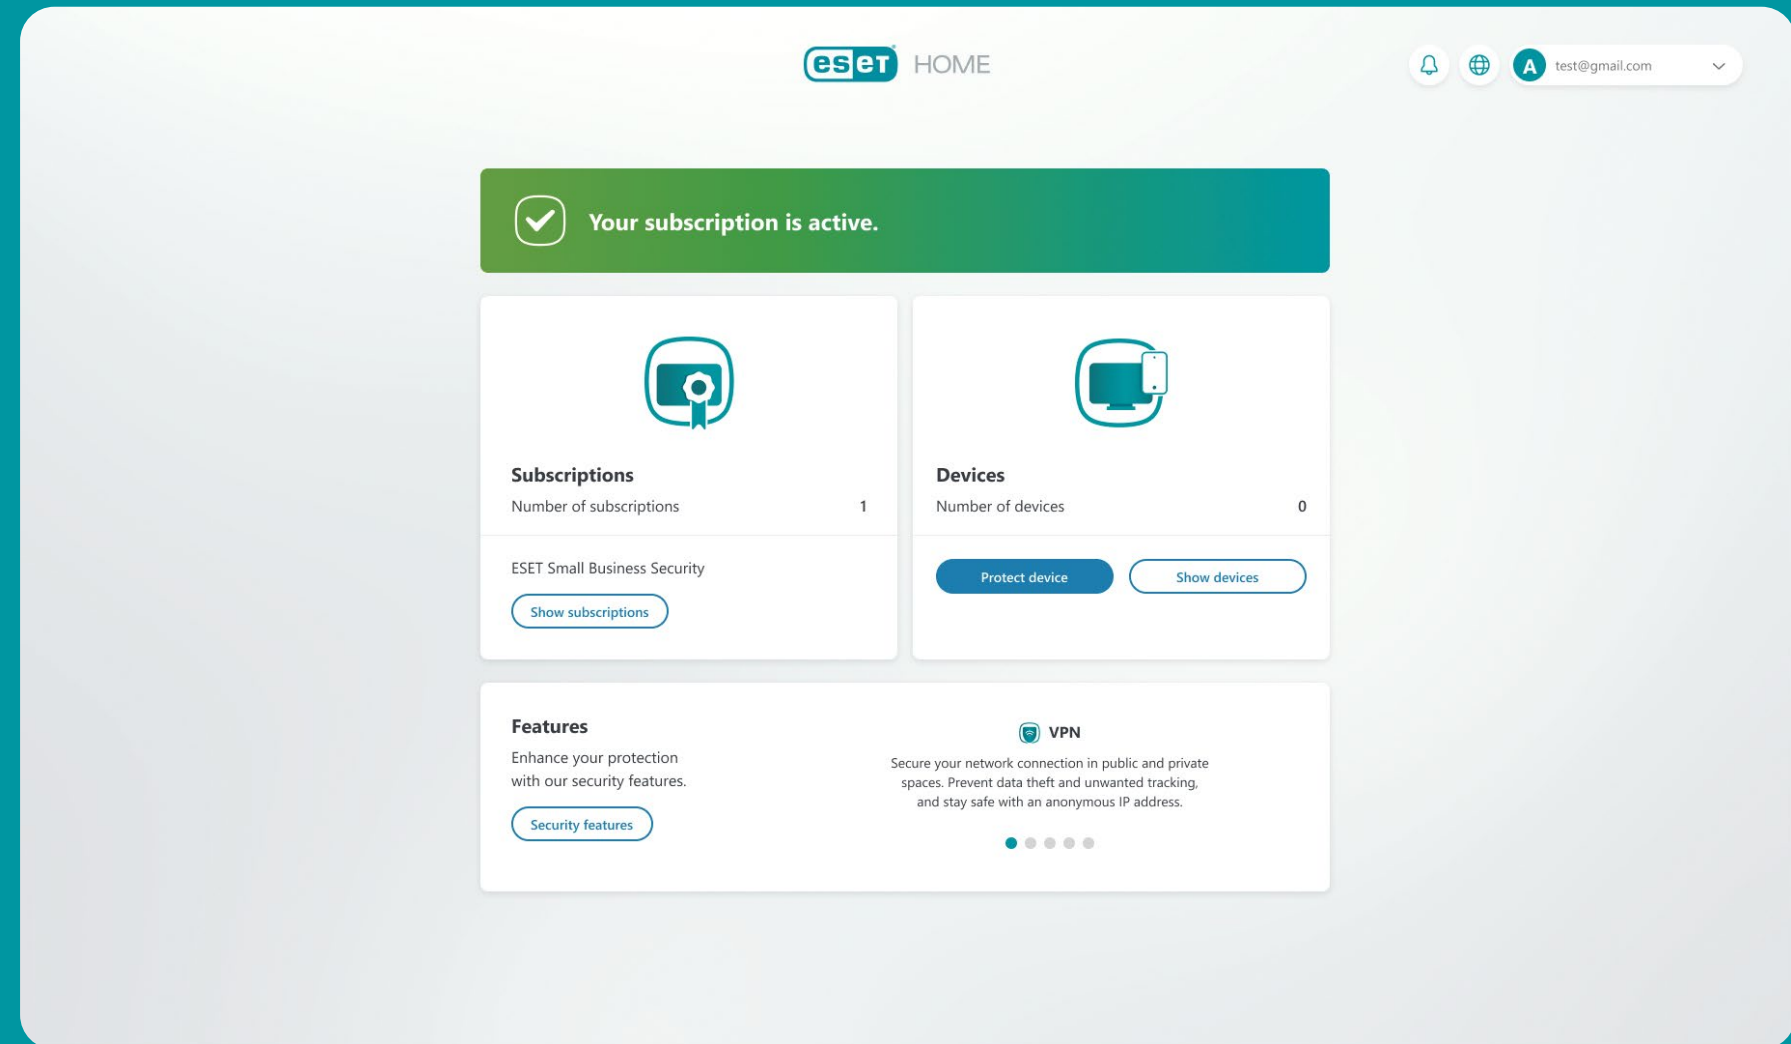 eset HOME
A test@gmail.com
Your subscription is active.
Subscriptions
Number of subscriptions 1
ESET Small Business Security
Show subscriptions
Devices
Number of devices 0
Protect device Show devices
Features
Enhance your protection
with our security features.
Security features
VPN
Secure your network connection in public and private
spaces. Prevent data theft and unwanted tracking,
and stay safe with an anonymous IP address.